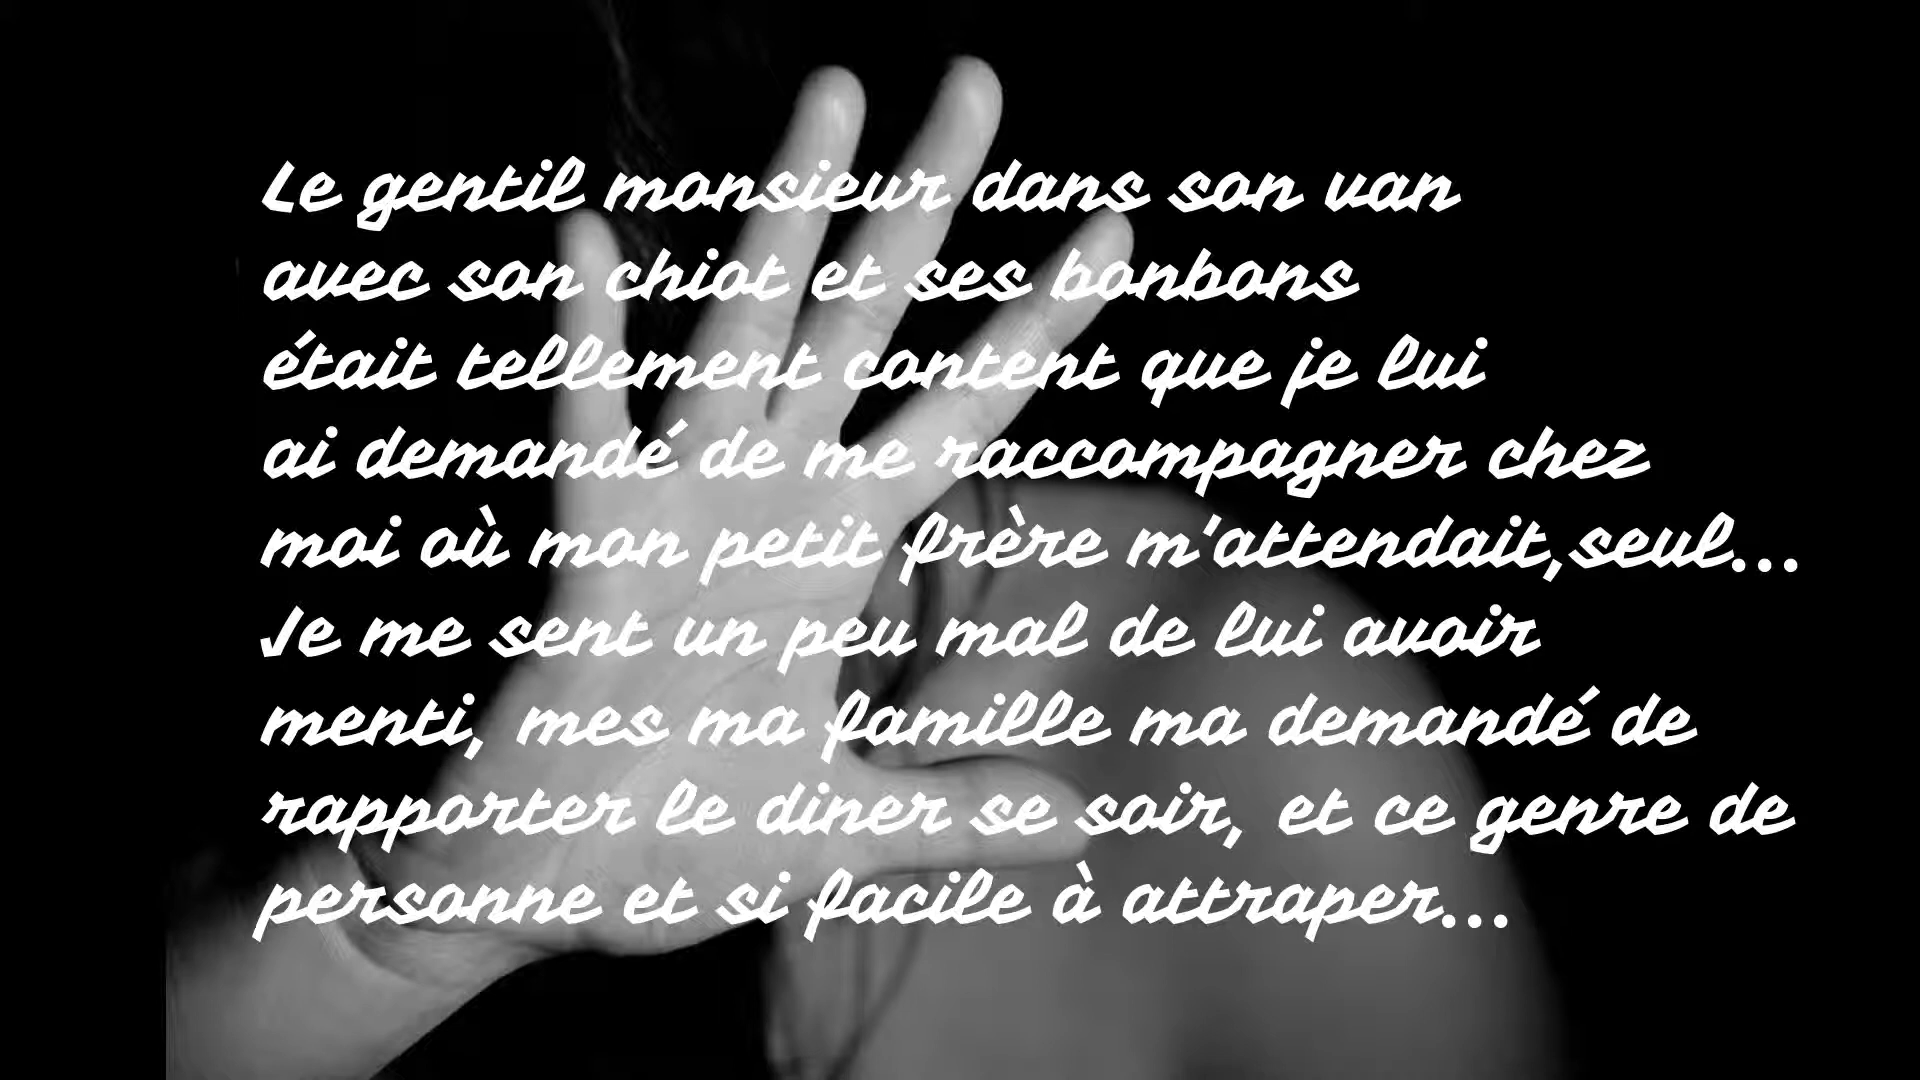 Le gentil monsieur dans son van
avec son chiot et ses bonbons
était tellement content que je lui
ai demandé de me raccompagner chez
moi où mon petit frère m'attendait,seul...
Je me sent un peu mal de lui avoir
menti, mes ma famille ma demandé de
rapporter le diner se soir, et ce genre de
personne et si facile à attraper...